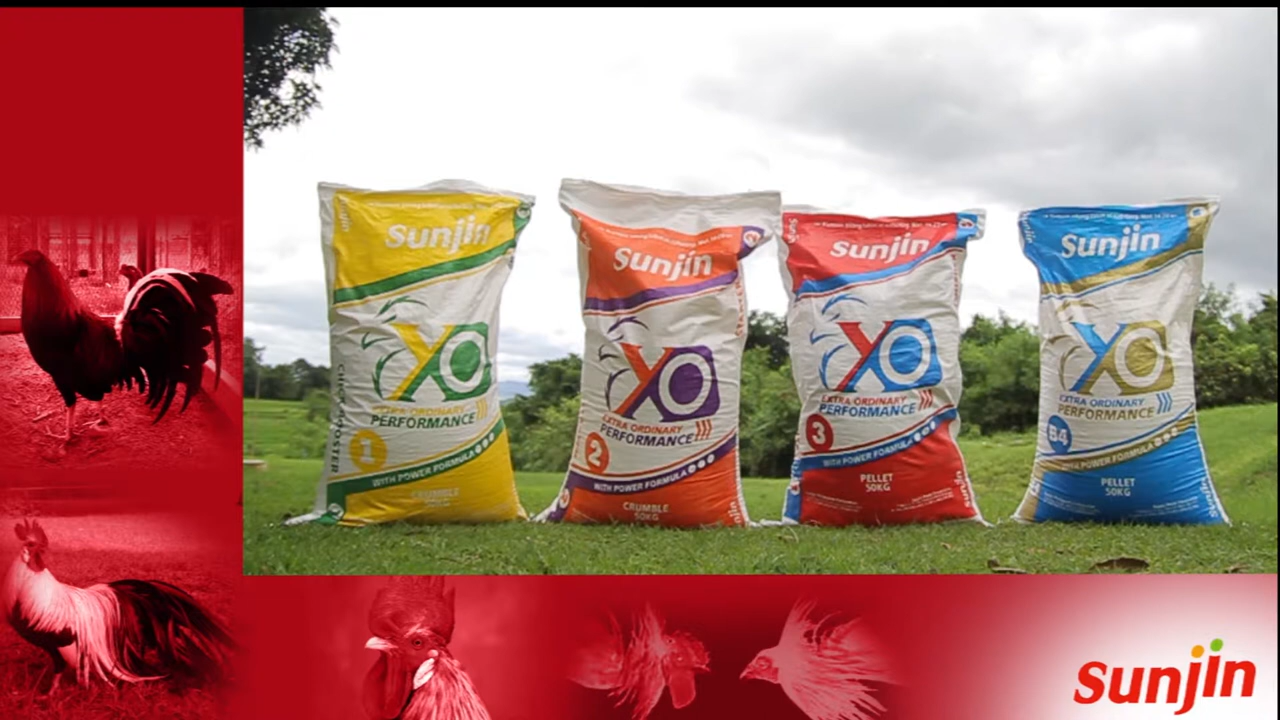 Sunjin
XO
EXTRA ORDINARY
PERFORMANCE
1
WITH POWER FORMULA
CRUMBLE
50KG
Sunjin
XO
EXTRA ORDINARY
PERFORMANCE
2
WITH POWER FORMULA
CRUMBLE
50KG
Sunjin
XO
EXTRA ORDINARY
PERFORMANCE
3
WITH POWER FORMULA
PELLET
50KG
Sunjin
XO
EXTRA ORDINARY
PERFORMANCE
B4
WITH POWER FORMULA
PELLET
50KG
Sunjin